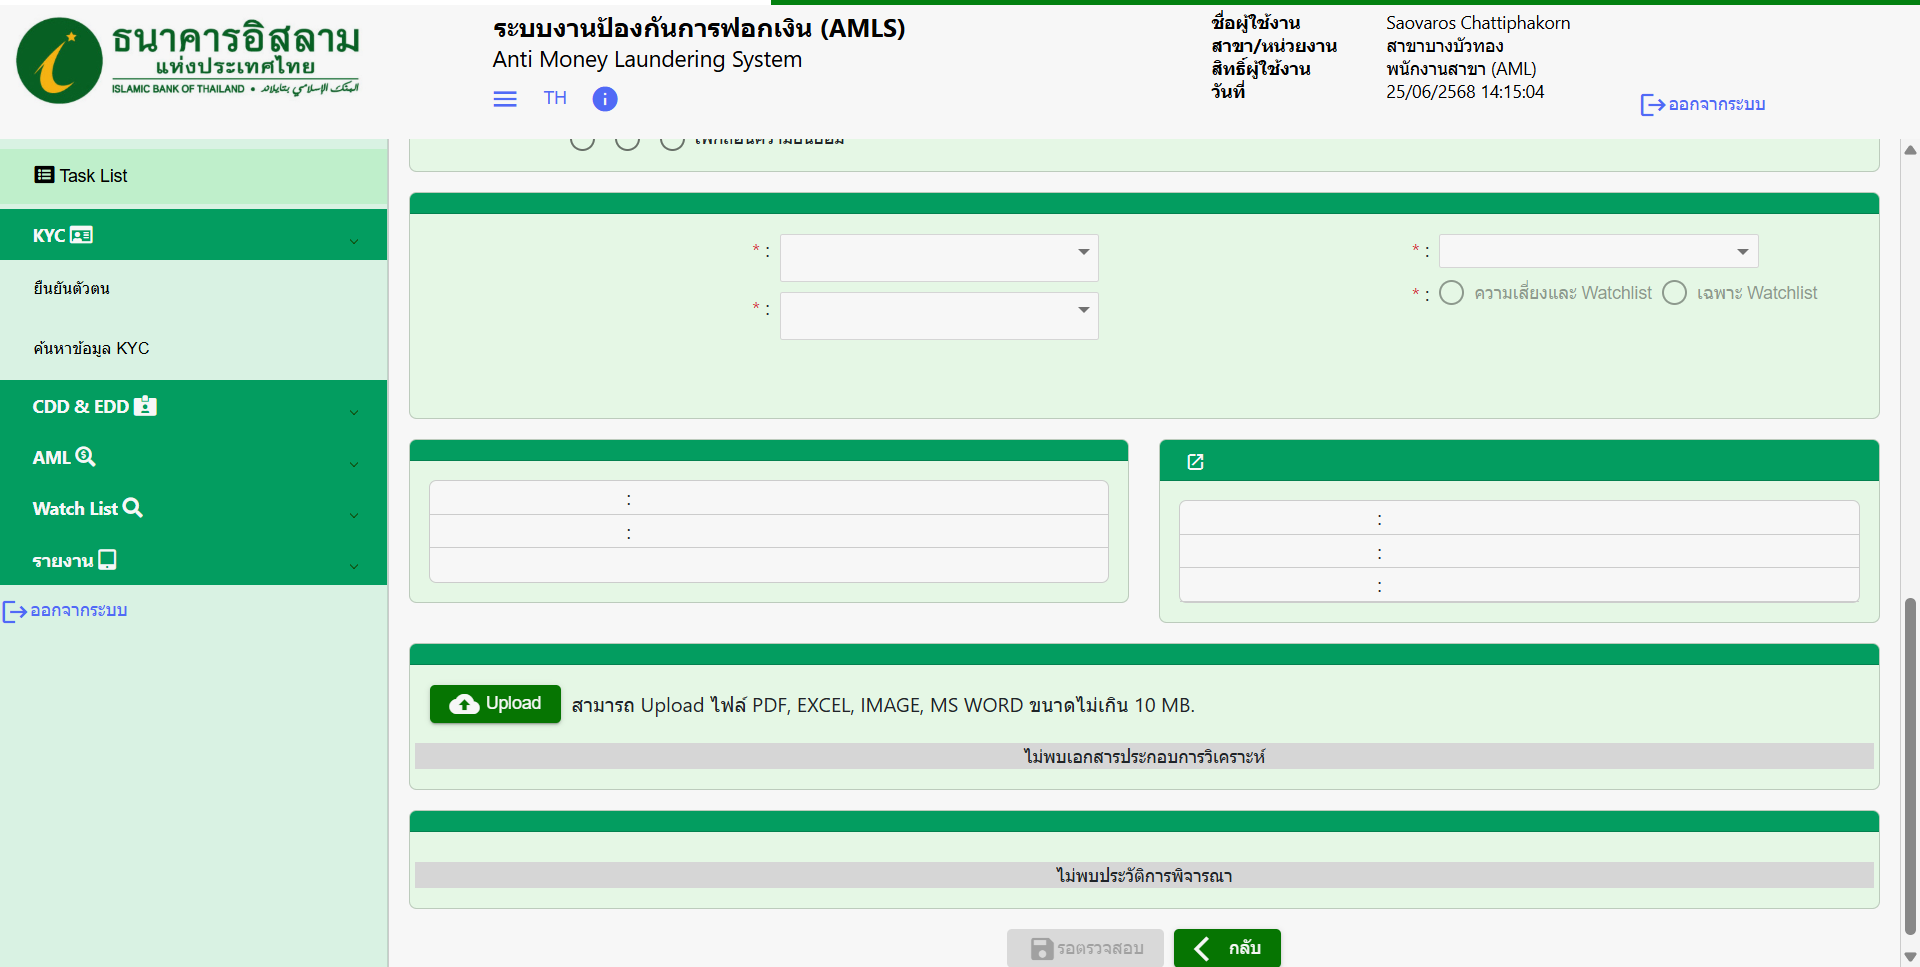 ธนาคารอิสลาม
แห่งประเทศไทย
ISLAMIC BANK OF THAILAND •
ระบบงานป้องกันการฟอกเงิน (AMLS)
Anti Money Laundering System
TH
ชื่อผู้ใช้งาน Saovaros Chattiphakorn
สาขา/หน่วยงาน สาขาบางบัวทอง
สิทธิ์ผู้ใช้งาน พนักงานสาขา (AML)
วันที่ 25/06/2568 14:15:04
ออกจากระบบ
Task List
KYC
ยืนยันตัวตน
ค้นหาข้อมูล KYC
CDD & EDD
AML
Watch List
รายงาน
ออกจากระบบ
* :
* :
* :
* : ความเสี่ยงและ Watchlist เฉพาะ Watchlist
:
:
:
:
:
Upload สามารถ Upload ไฟล์ PDF, EXCEL, IMAGE, MS WORD ขนาดไม่เกิน 10 MB.
ไม่พบเอกสารประกอบการวิเคราะห์
ไม่พบประวัติการพิจารณา
รอตรวจสอบ
กลับ